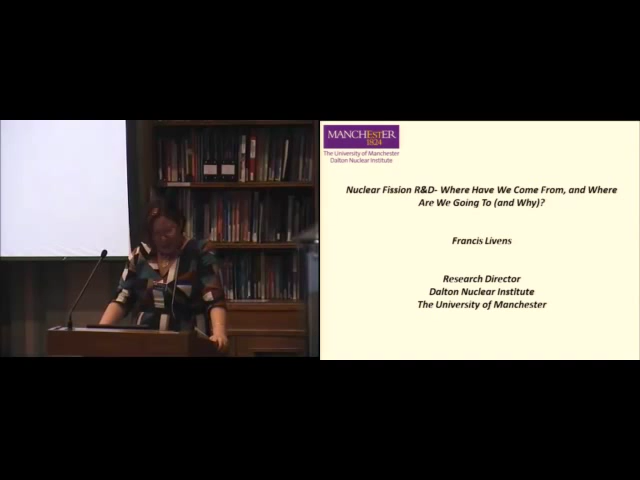 MANCHESTER
1824
The University of Manchester
Dalton Nuclear Institute
Nuclear Fission R&D- Where Have We Come From, and Where
Are We Going To (and Why)?
Francis Livens
Research Director
Dalton Nuclear Institute
The University of Manchester